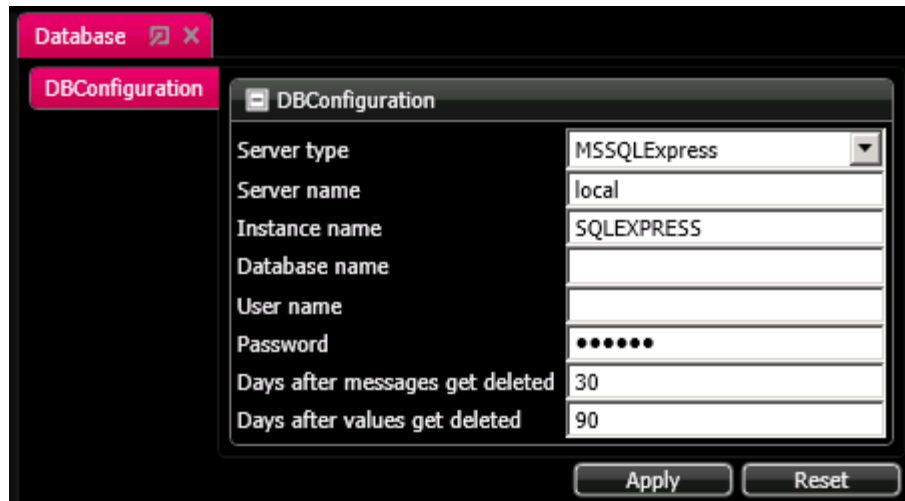 Database
DBConfiguration
DBConfiguration
Server type MSSQLExpress
Server name local
Instance name SQLEXPRESS
Database name
User name
Password ●●●●●●
Days after messages get deleted 30
Days after values get deleted 90
Apply Reset